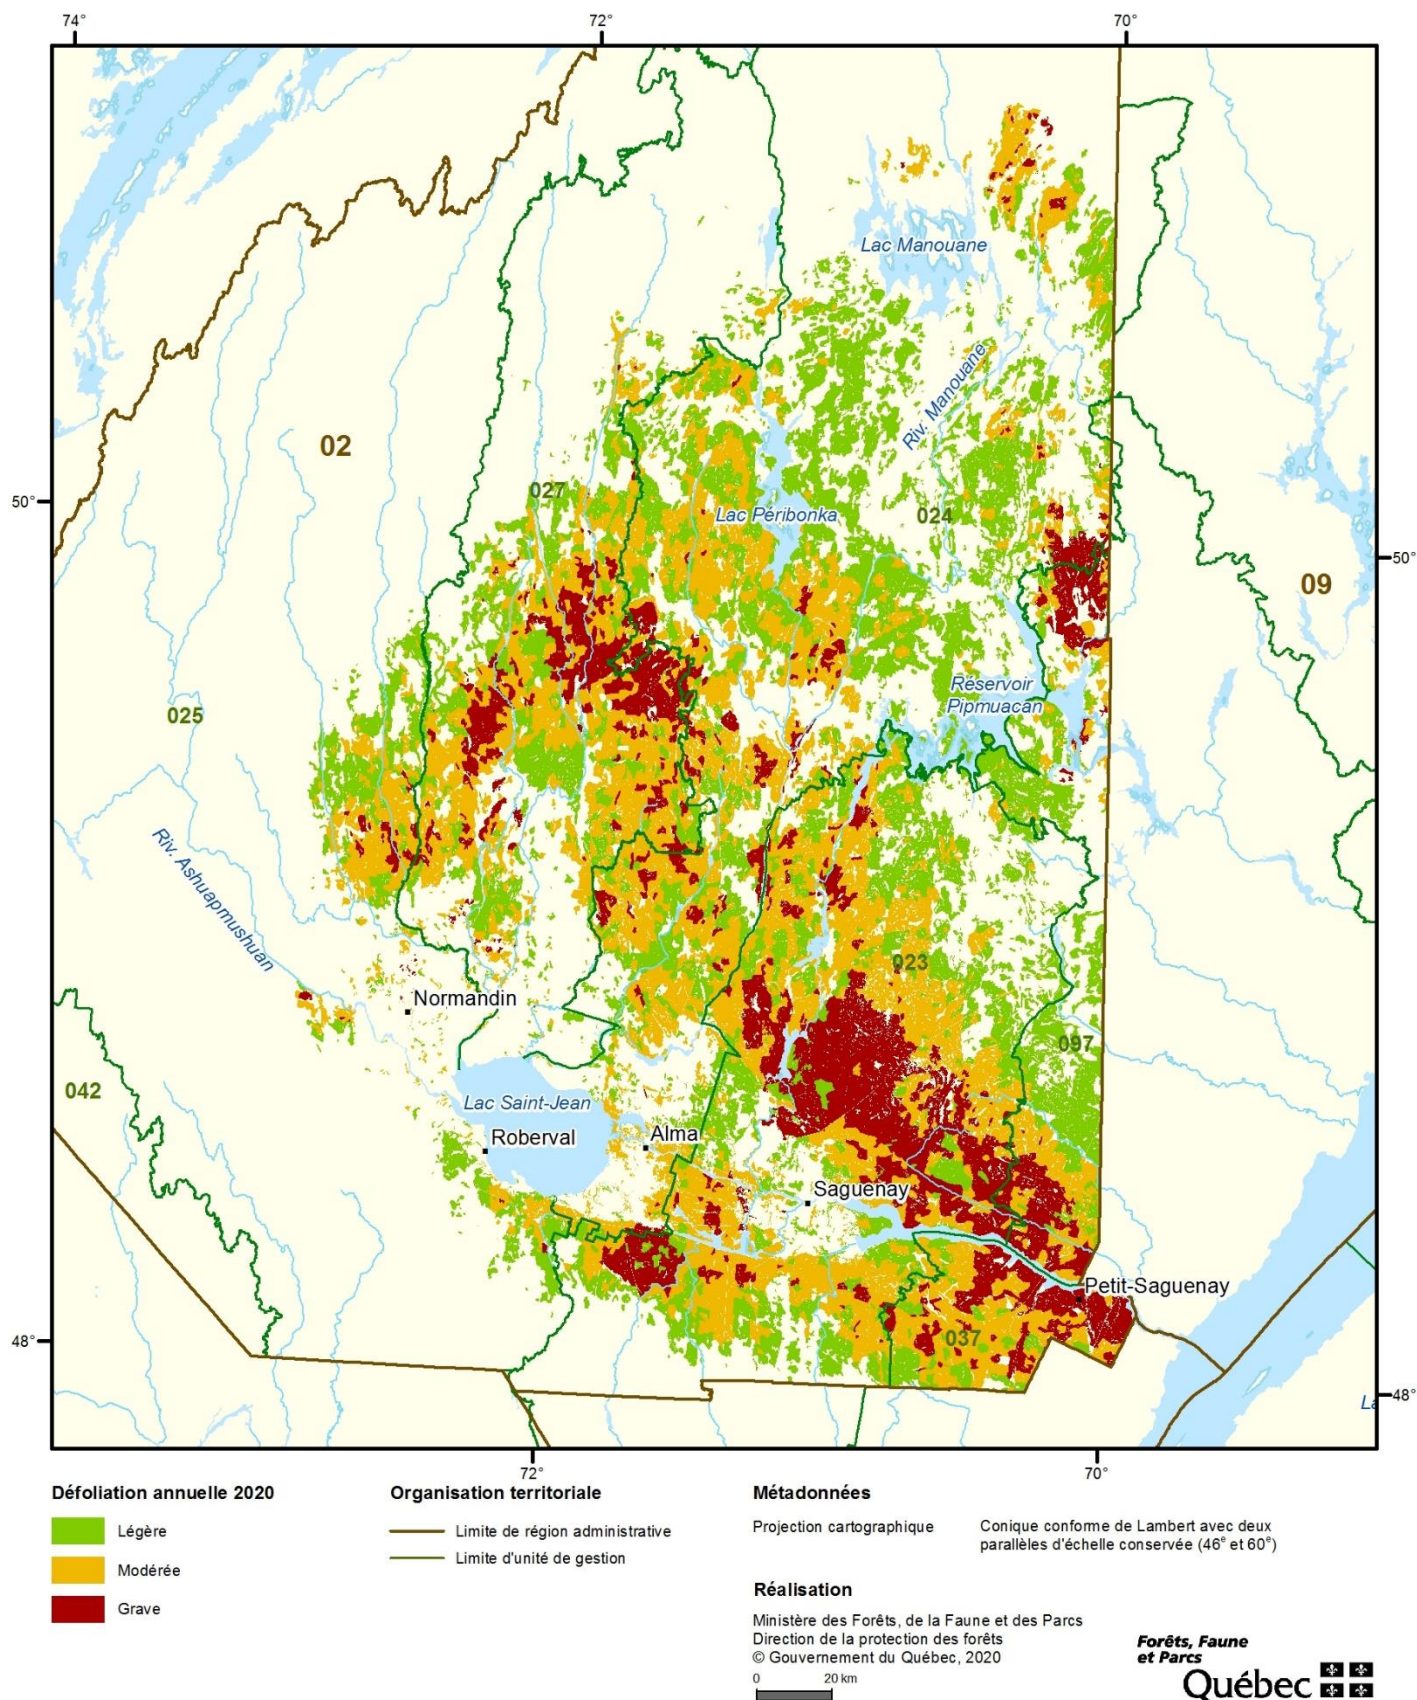 74°
72°
70°
Lac Manouane
Riv. Manouane
02
027
50°
Lac Péribonka
024
50°
09
Réservoir
Pipmuacan
025
Riv. Ashuapmushuan
023
Normandin
097
042
Lac Saint-Jean
Roberval
Alma
Saguenay
Petit-Saguenay
037
48°
48°
La
72°
70°
Défoliation annuelle 2020
Légère
Modérée
Grave
Organisation territoriale
Limite de région administrative
Limite d'unité de gestion
Métadonnées
Projection cartographique
Conique conforme de Lambert avec deux
parallèles d'échelle conservée (46e et 60e)
Réalisation
Ministère des Forêts, de la Faune et des Parcs
Direction de la protection des forêts
© Gouvernement du Québec, 2020
0 20 km
Forêts, Faune
et Parcs
Québec